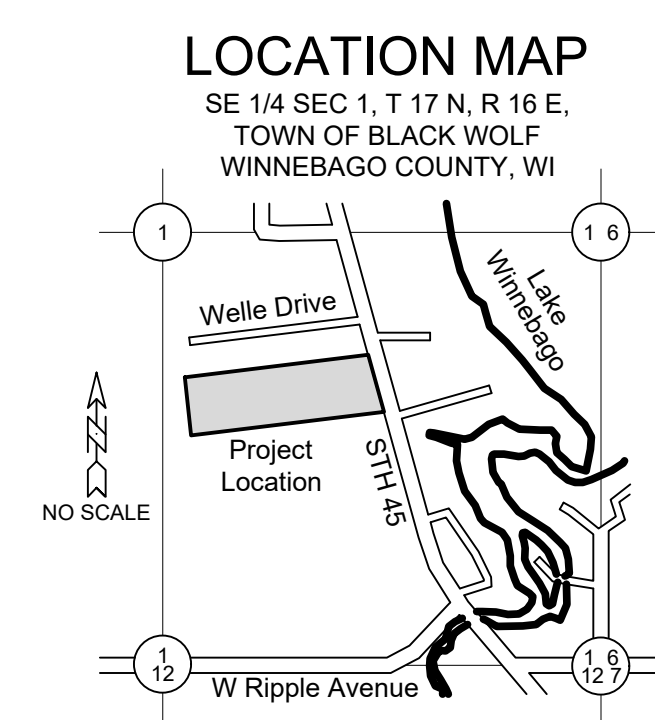 LOCATION MAP
SE 1/4 SEC 1, T 17 N, R 16 E,
TOWN OF BLACK WOLF
WINNEBAGO COUNTY, WI
1
1 6
Lake
Winnebago
Welle Drive
Project
Location
STH 45
N
NO SCALE
1
12
W Ripple Avenue
1 6
12 7